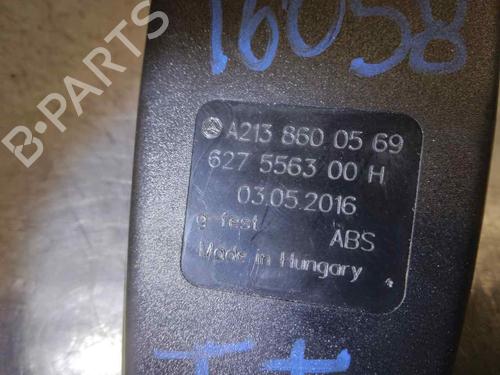 16058
A213 860 05 69
627 5563 00 H
03.05.2016
g-fest ABS
Made in Hungary
B-PARTS